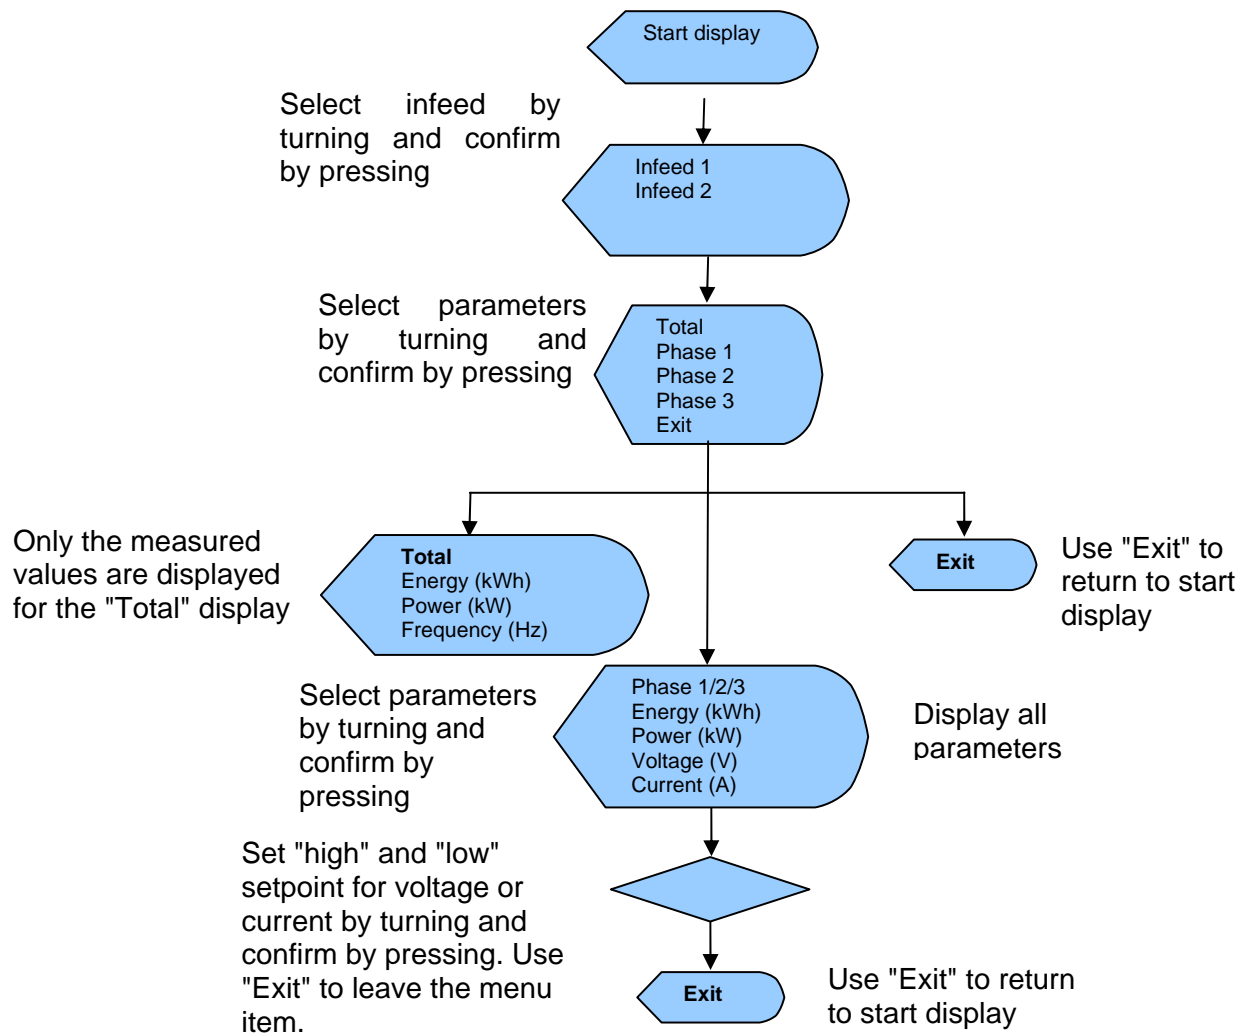 Start display
Select infeed by
turning and confirm
by pressing
Infeed 1
Infeed 2
Select parameters
by turning and
confirm by pressing
Total
Phase 1
Phase 2
Phase 3
Exit
Only the measured
values are displayed
for the "Total" display
Total
Energy (kWh)
Power (kW)
Frequency (Hz)
Exit
Use "Exit" to
return to start
display
Select parameters
by turning and
confirm by
pressing
Phase 1/2/3
Energy (kWh)
Power (kW)
Voltage (V)
Current (A)
Display all
parameters
Set "high" and "low"
setpoint for voltage or
current by turning and
confirm by pressing. Use
"Exit" to leave the menu
item.
Exit
Use "Exit" to return
to start display